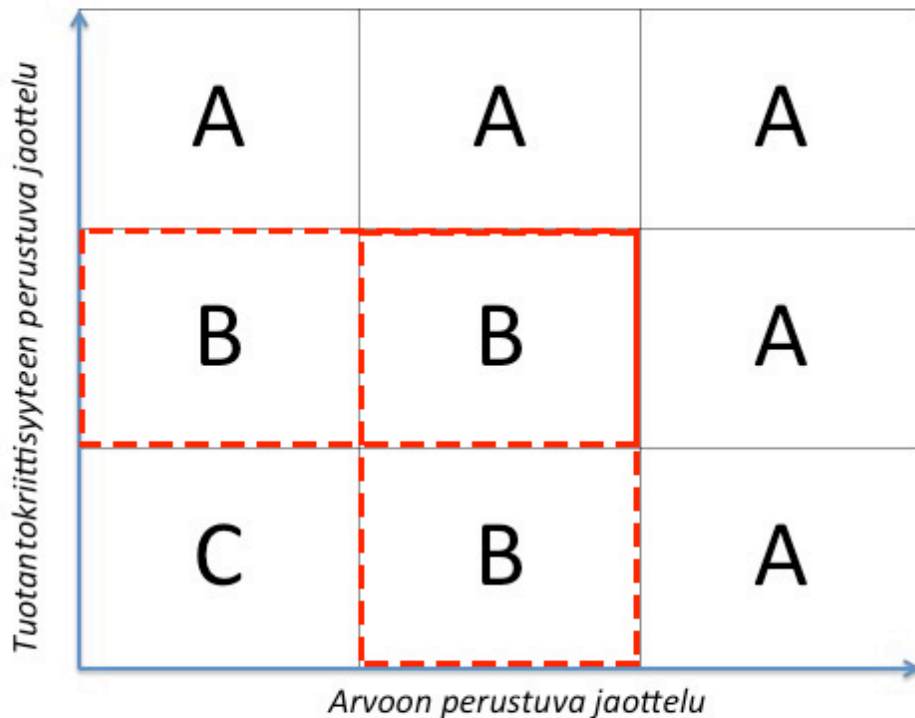 Tuotantokriittisyyteen perustuva jaottelu
A A A
B B A
C B A
Arvoon perustuva jaottelu